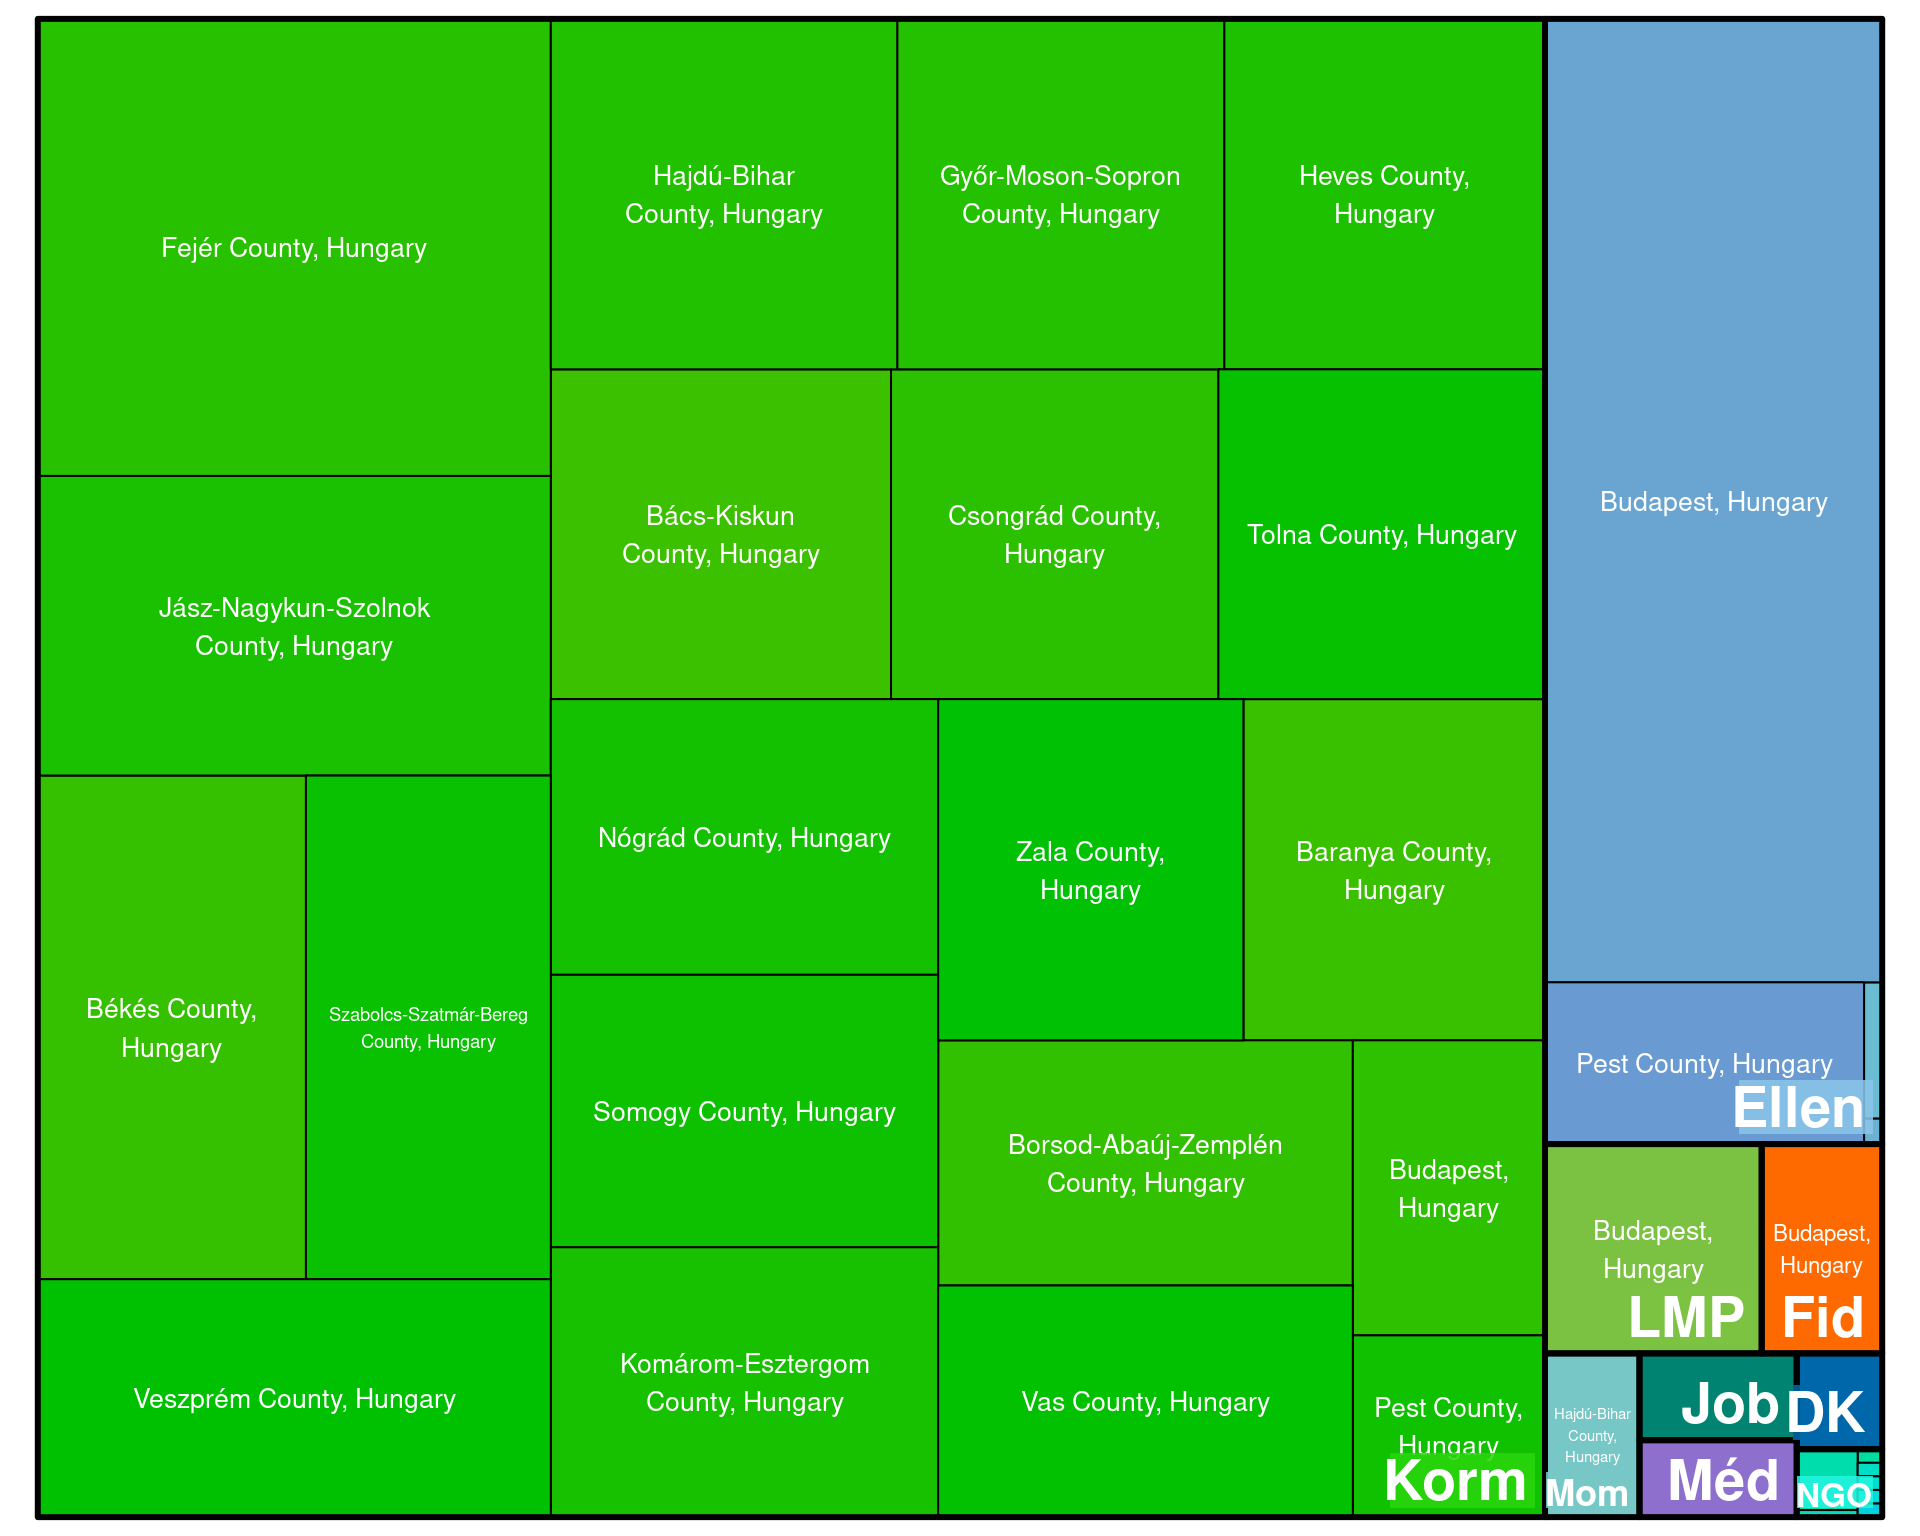 Fejér County, Hungary
Hajdú-Bihar
County, Hungary
Győr-Moson-Sopron
County, Hungary
Heves County,
Hungary
Budapest, Hungary
Jász-Nagykun-Szolnok
County, Hungary
Bács-Kiskun
County, Hungary
Csongrád County,
Hungary
Tolna County, Hungary
Békés County,
Hungary
Szabolcs-Szatmár-Bereg
County, Hungary
Nógrád County, Hungary
Zala County,
Hungary
Baranya County,
Hungary
Somogy County, Hungary
Borsod-Abaúj-Zemplén
County, Hungary
Budapest,
Hungary
Pest County, Hungary
Ellen
Veszprém County, Hungary
Komárom-Esztergom
County, Hungary
Vas County, Hungary
Pest County,
Hungary
Korm
Budapest,
Hungary
LMP
Budapest,
Hungary
Fid
Hajdú-Bihar
County,
Hungary
Mom
Job
DK
Méd
NGO